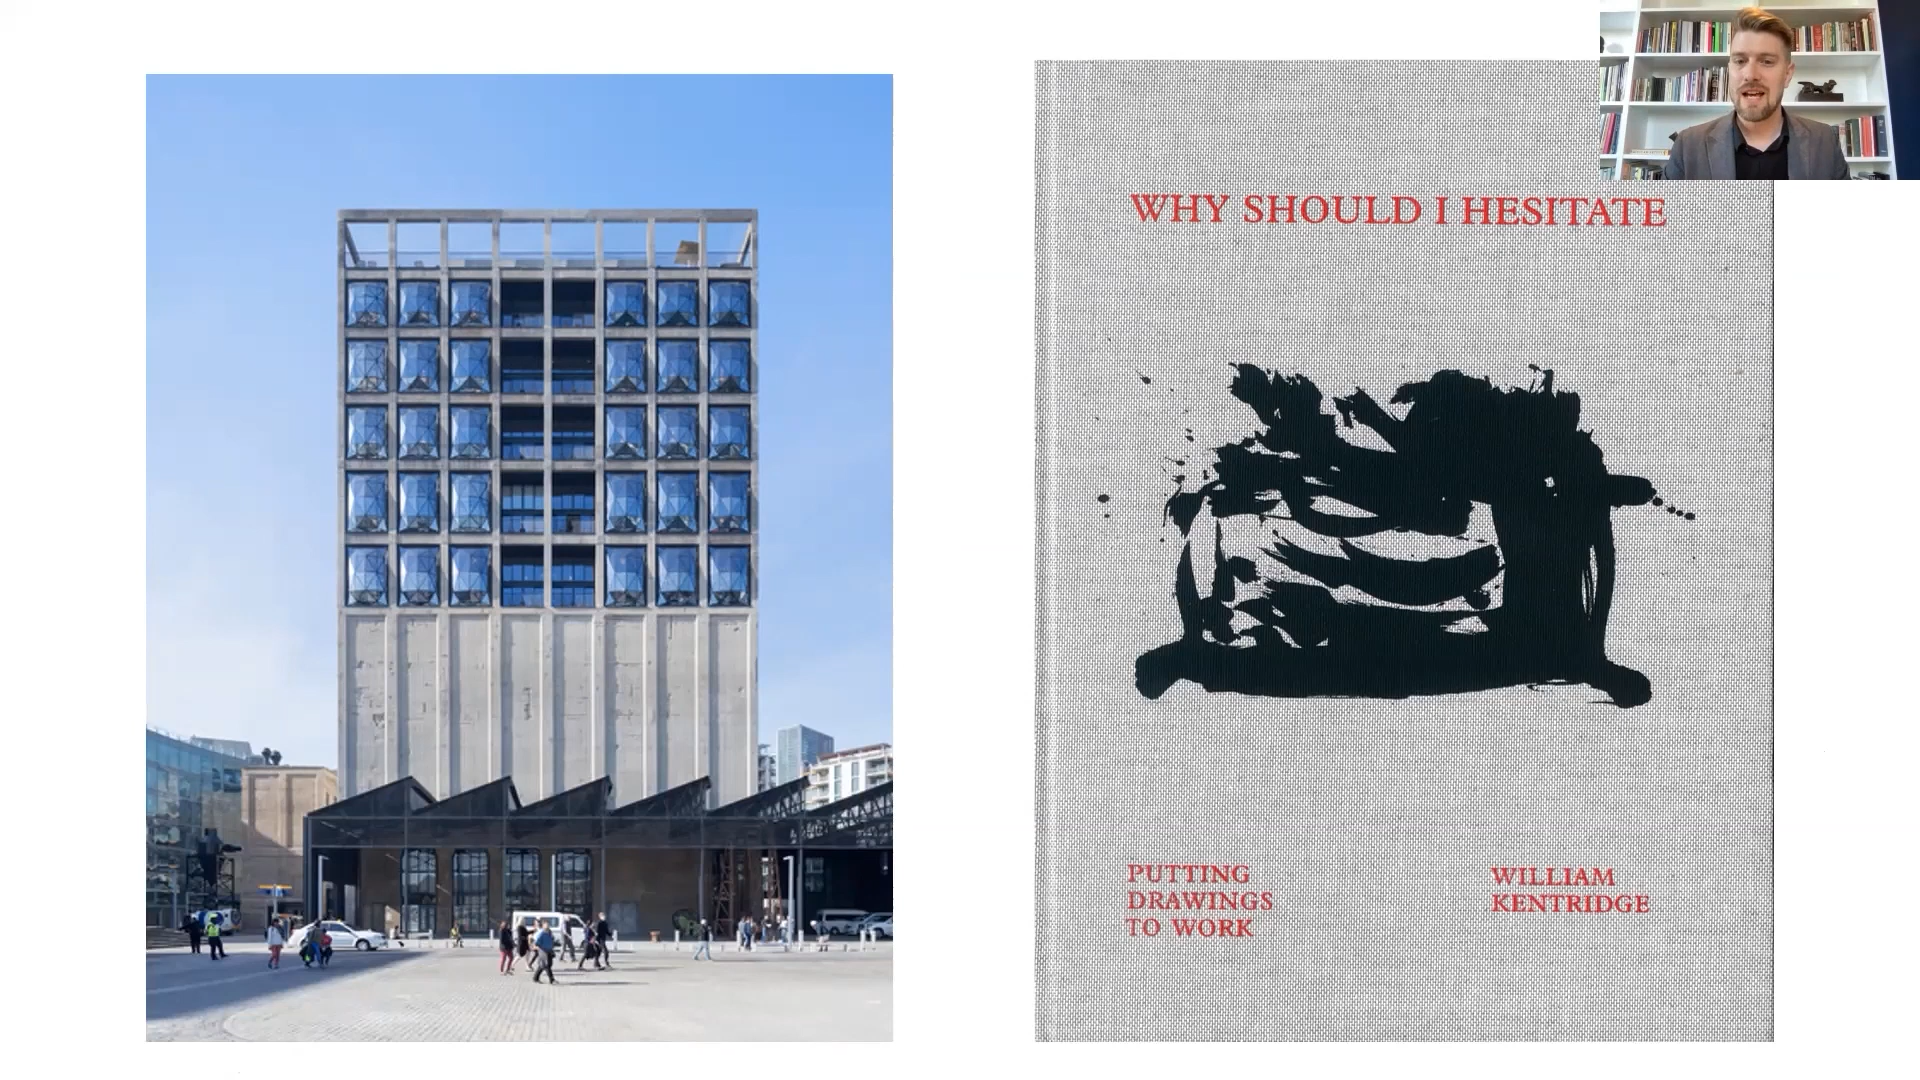 WHY SHOULD I HESITATE
PUTTING
DRAWINGS
TO WORK
WILLIAM
KENTRIDGE